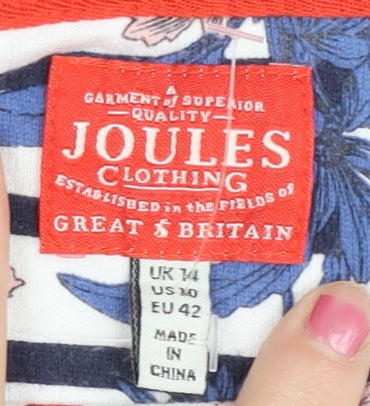 A
GARMENT of SUPERIOR
QUALITY
JOULES
CLOTHING
ESTABLISHED in the FIELDS of
GREAT BRITAIN
UK 14
US 10
EU 42
MADE
IN
CHINA